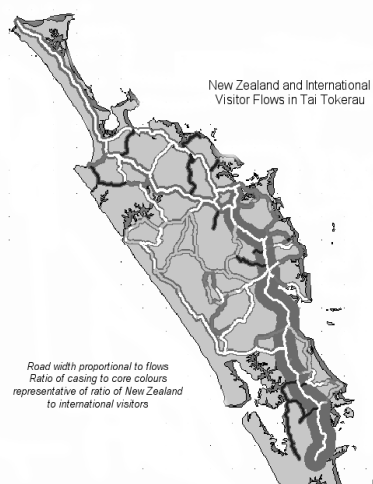 New Zealand and International
Visitor Flows in Tai Tokerau
Road width proportional to flows
Ratio of casing to core colours
representative of ratio of New Zealand
to international visitors